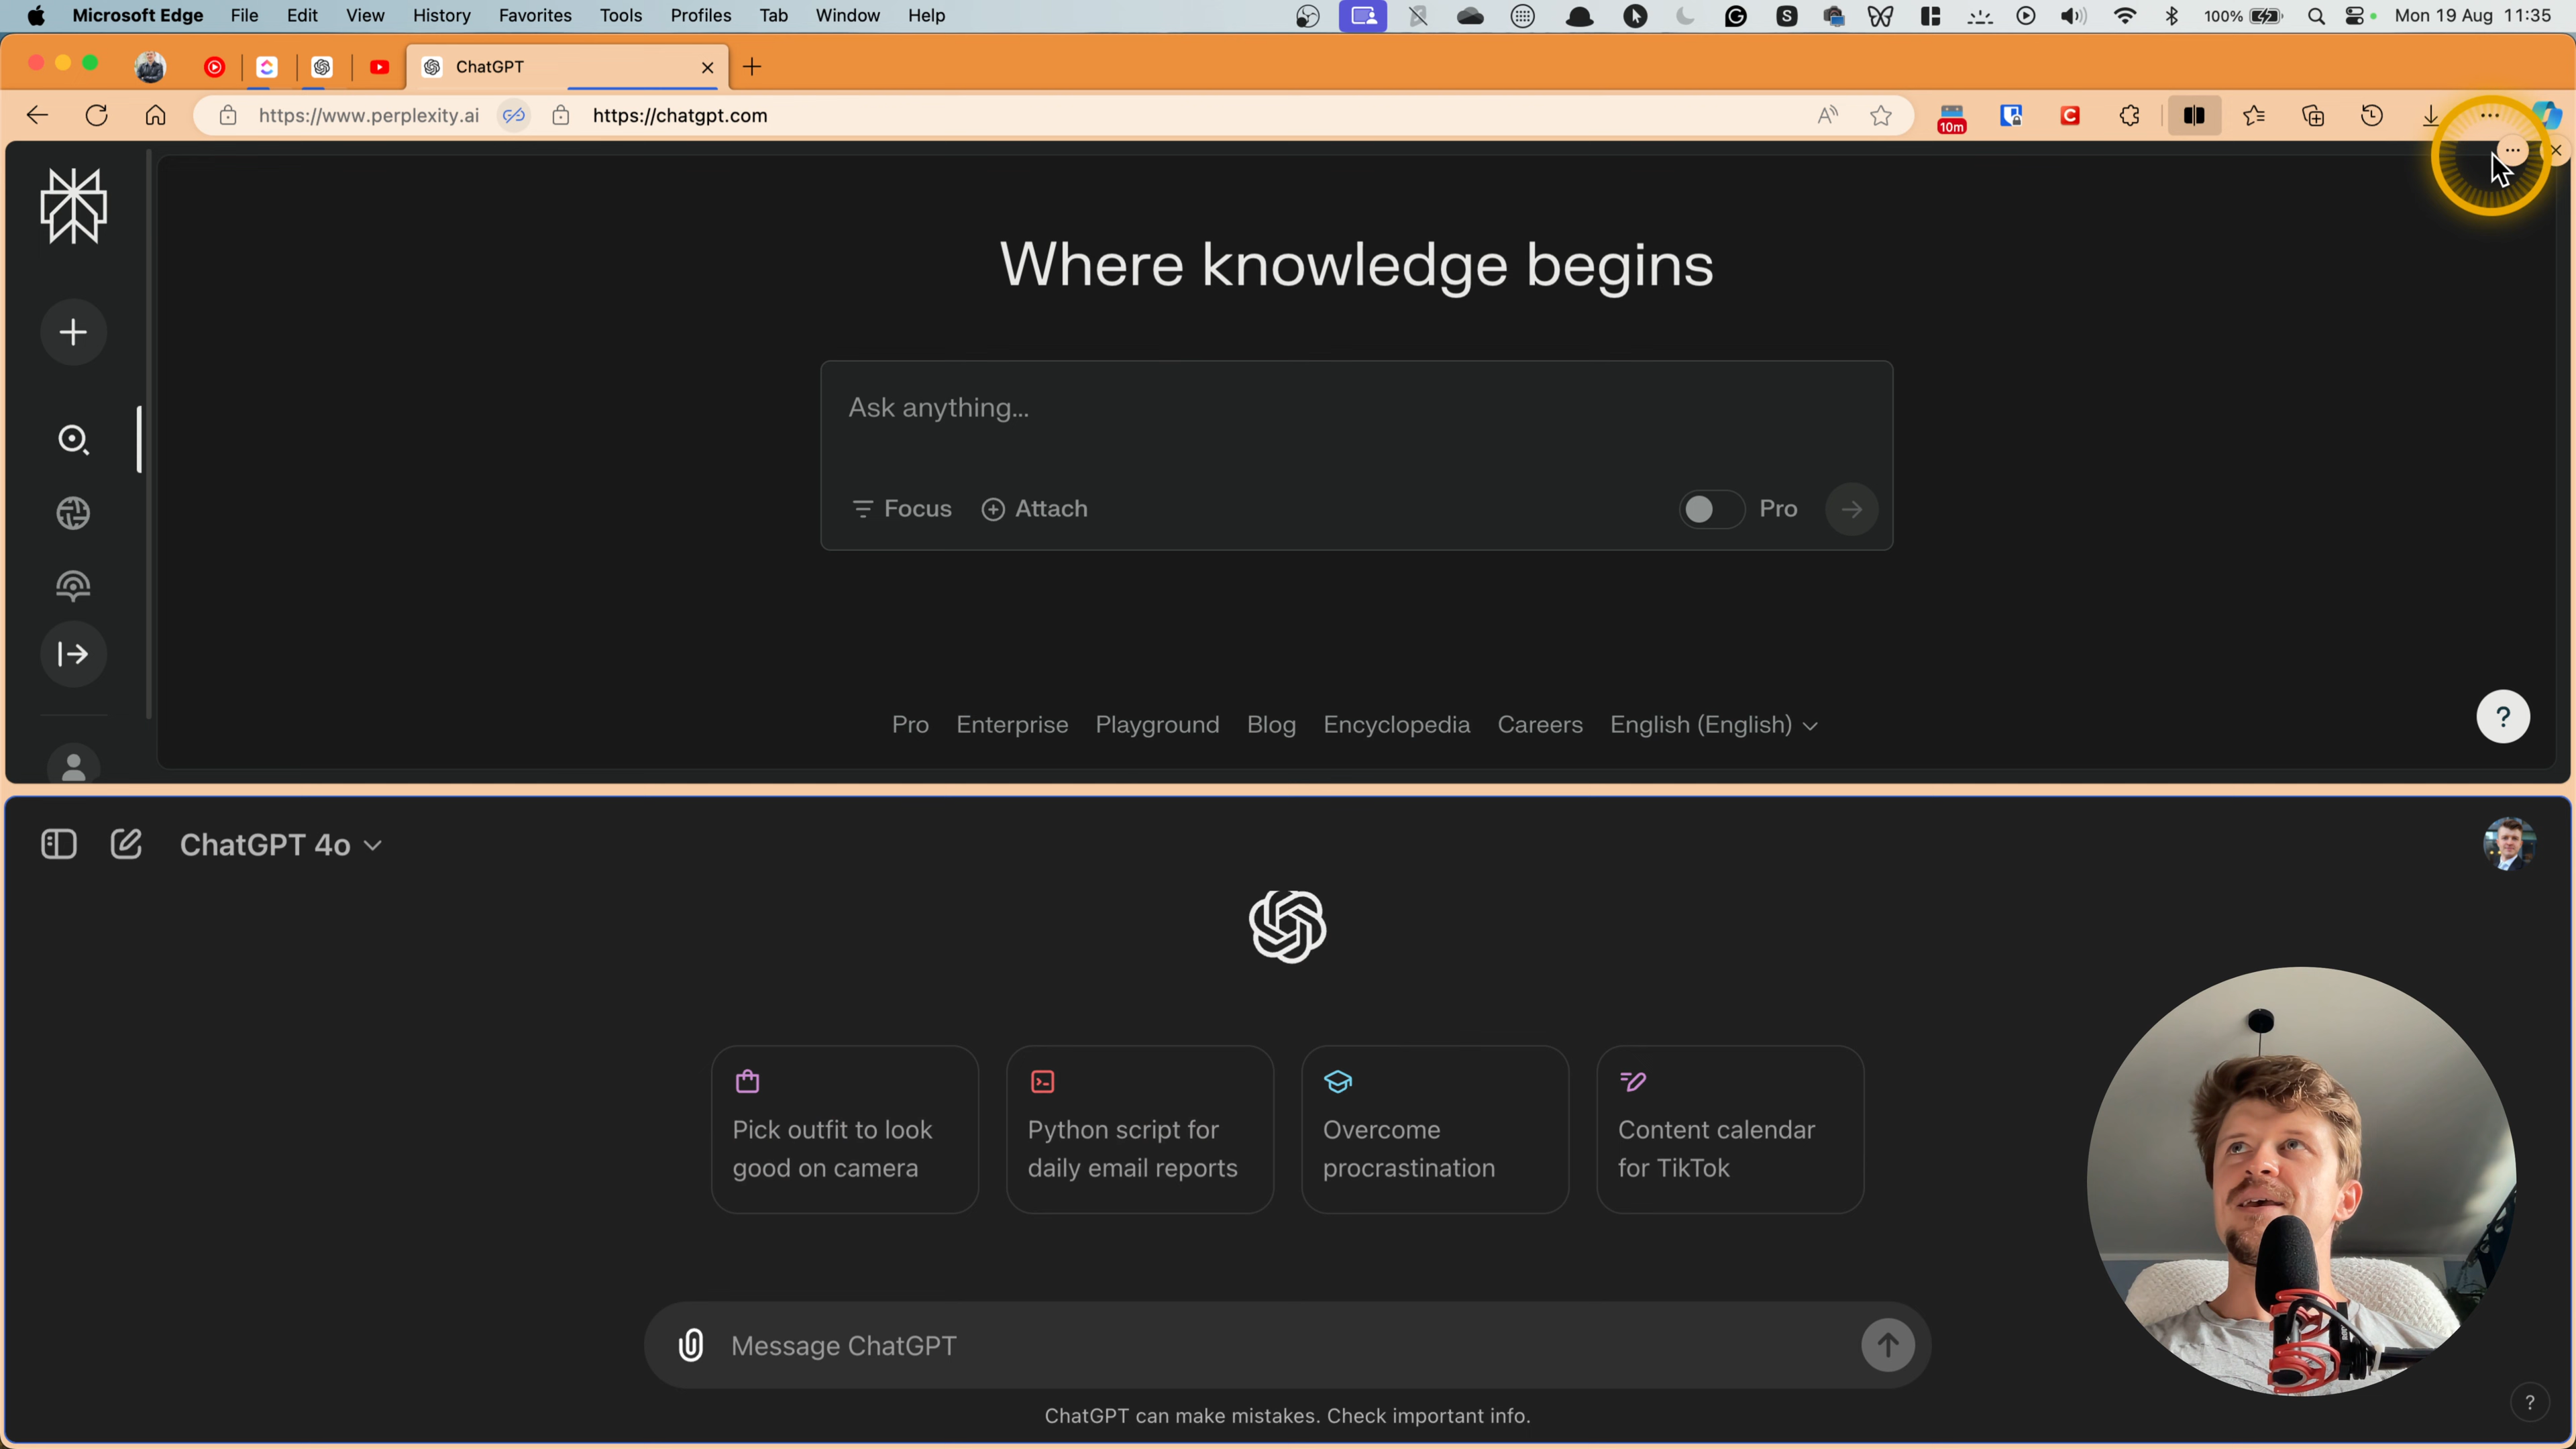 Microsoft Edge File Edit View History Favorites Tools Profiles Tab Window Help
100% Mon 19 Aug 11:35
ChatGPT
https://www.perplexity.ai https://chatgpt.com
10m
Where knowledge begins
Ask anything...
Focus Attach Pro
Pro Enterprise Playground Blog Encyclopedia Careers English (English)
?
ChatGPT 4o
Pick outfit to look
good on camera
Python script for
daily email reports
Overcome
procrastination
Content calendar
for TikTok
Message ChatGPT
ChatGPT can make mistakes. Check important info.
?